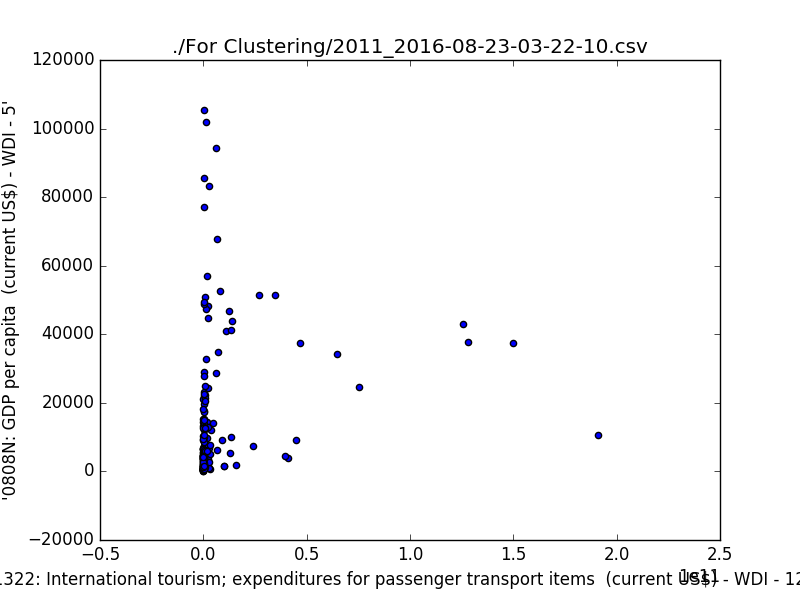 ./For Clustering/2011_2016-08-23-03-22-10.csv
120000
100000
80000
60000
40000
20000
0
−20000
'0808N: GDP per capita  (current US$) - WDI - 5'
−0.5 0.0 0.5 1.0 1.5 2.0 2.5
1e11
1322: International tourism; expenditures for passenger transport items  (current US$) - WDI - 12